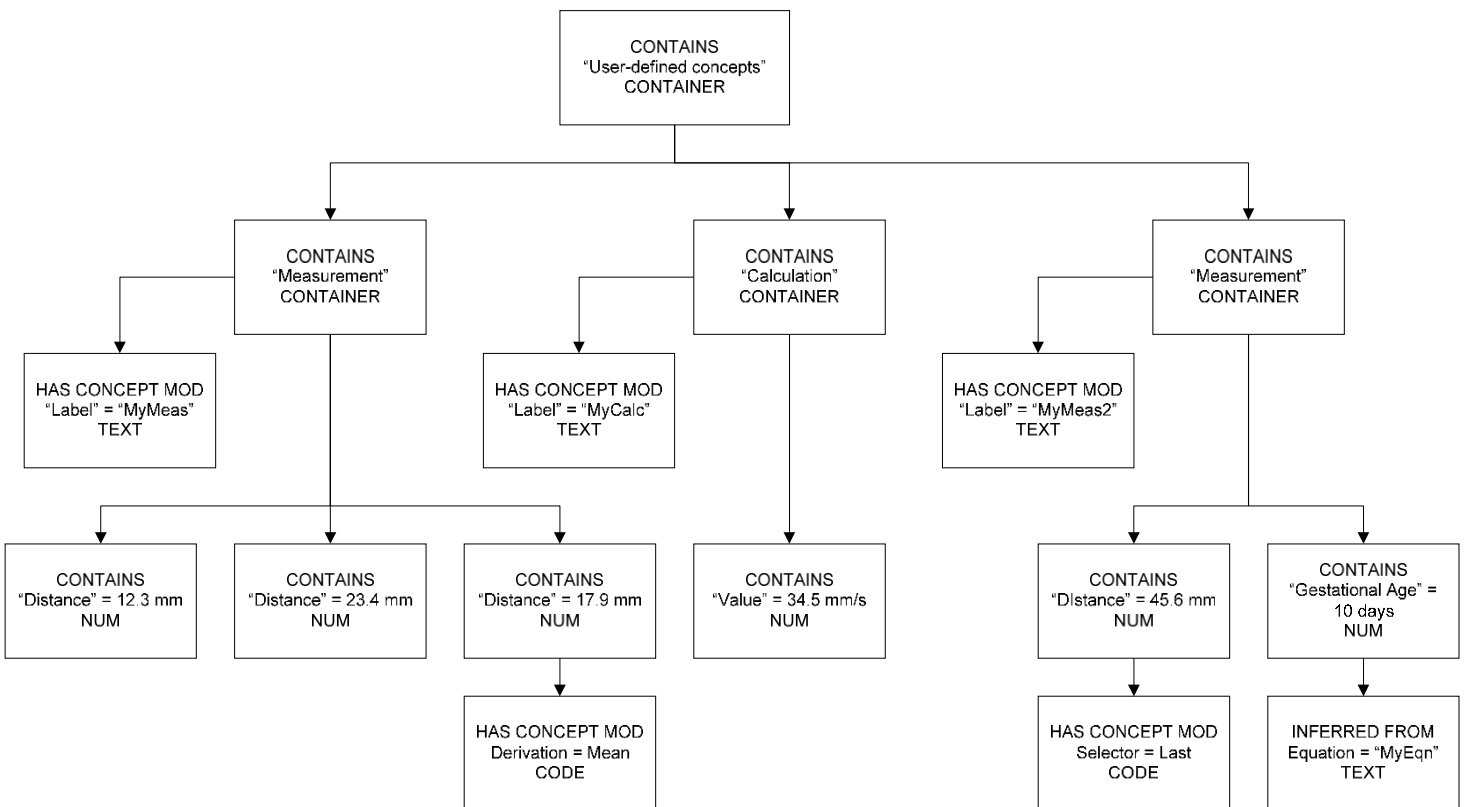 CONTAINS
“User-defined concepts”
CONTAINER
CONTAINS
“Measurement”
CONTAINER
CONTAINS
“Calculation”
CONTAINER
CONTAINS
“Measurement”
CONTAINER
HAS CONCEPT MOD
“Label” = “MyMeas”
TEXT
HAS CONCEPT MOD
“Label” = “MyCalc”
TEXT
HAS CONCEPT MOD
“Label” = “MyMeas2”
TEXT
CONTAINS
“Distance” = 12.3 mm
NUM
CONTAINS
“Distance” = 23.4 mm
NUM
CONTAINS
“Distance” = 17.9 mm
NUM
CONTAINS
“Value” = 34.5 mm/s
NUM
CONTAINS
“DIstance” = 45.6 mm
NUM
CONTAINS
“Gestational Age” =
10 days
NUM
HAS CONCEPT MOD
Derivation = Mean
CODE
HAS CONCEPT MOD
Selector = Last
CODE
INFERRED FROM
Equation = “MyEqn”
TEXT